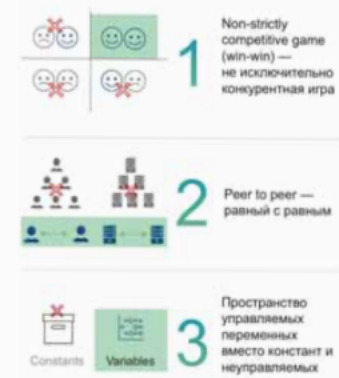 1
Non-strictly
competitive game
(win-win) —
не исключительно
конкурентная игра
2
Peer to peer —
равный с равным
Constants
Variables
3
Пространство
управляемых
переменных
вместо констант и
неуправляемых